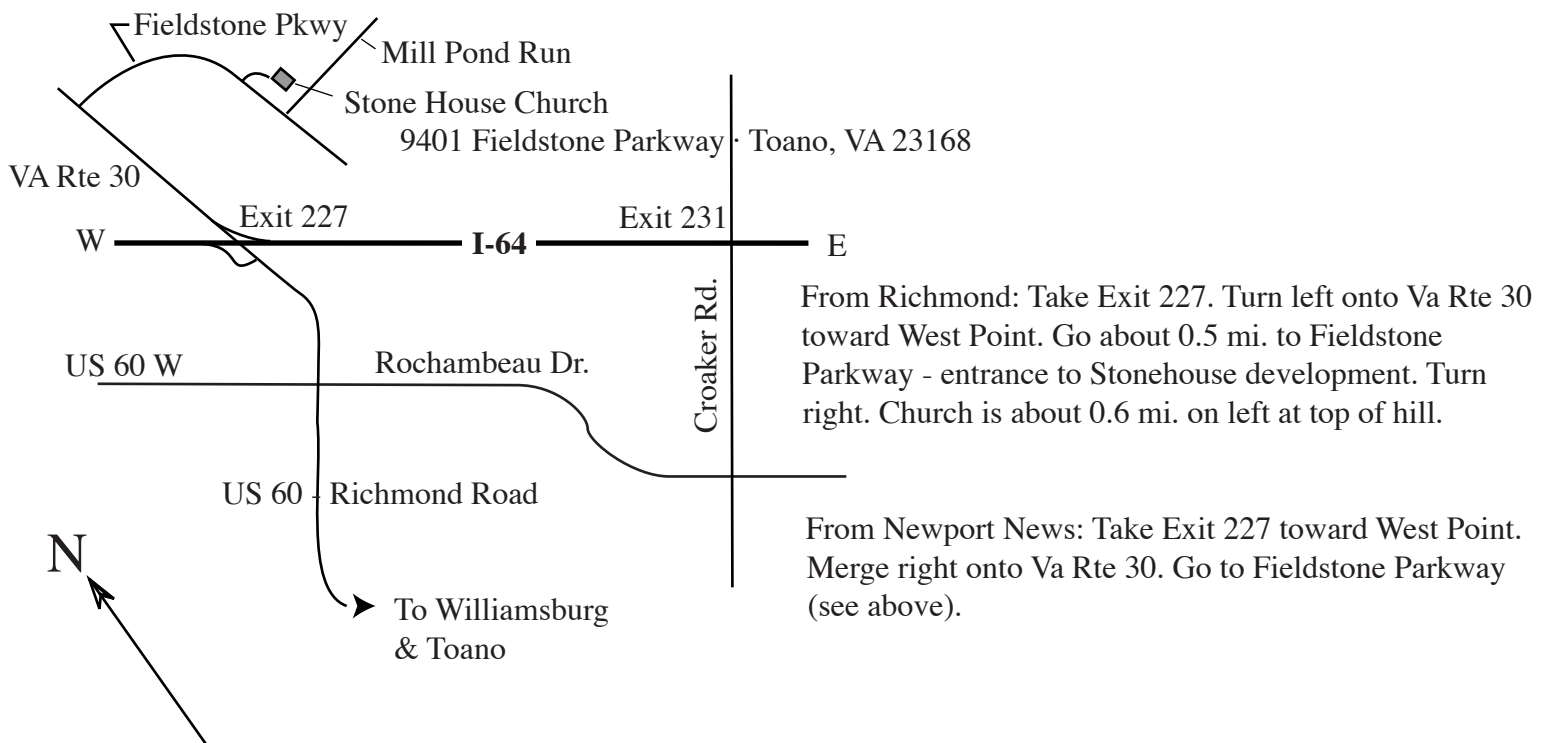 Fieldstone Pkwy
Mill Pond Run
Stone House Church
9401 Fieldstone Parkway · Toano, VA 23168
VA Rte 30
Exit 227
Exit 231
W
I-64
E
Croaker Rd.
From Richmond: Take Exit 227. Turn left onto Va Rte 30
toward West Point. Go about 0.5 mi. to Fieldstone
Parkway - entrance to Stonehouse development. Turn
right. Church is about 0.6 mi. on left at top of hill.
US 60 W
Rochambeau Dr.
US 60 - Richmond Road
From Newport News: Take Exit 227 toward West Point.
Merge right onto Va Rte 30. Go to Fieldstone Parkway
(see above).
N
To Williamsburg
& Toano